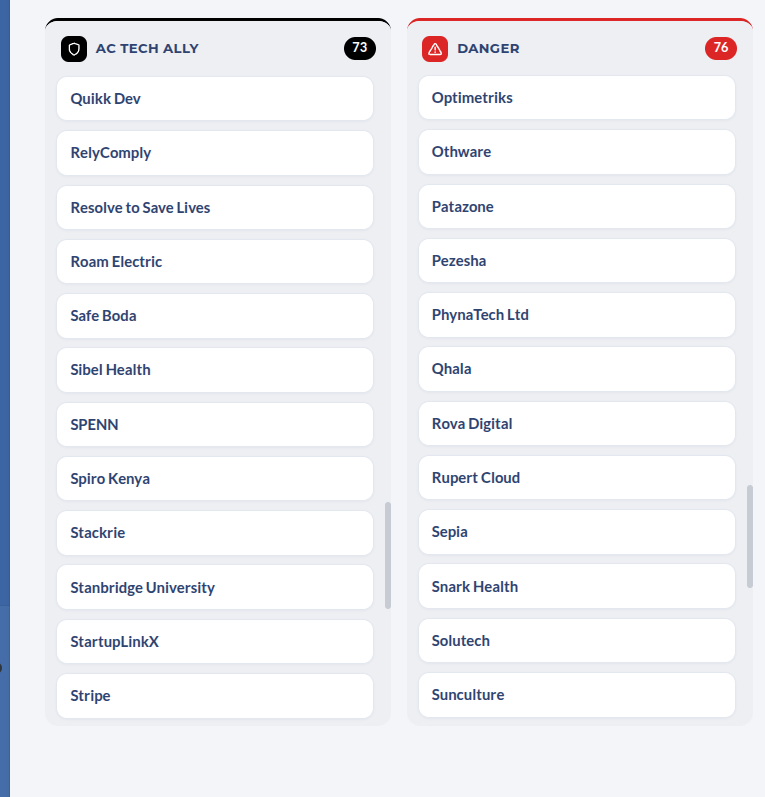 AC TECH ALLY
73
Quikk Dev
RelyComply
Resolve to Save Lives
Roam Electric
Safe Boda
Sibel Health
SPENN
Spiro Kenya
Stackrie
Stanbridge University
StartupLinkX
Stripe
DANGER
76
Optimetriks
Othware
Patazone
Pezesha
PhynaTech Ltd
Qhala
Rova Digital
Rupert Cloud
Sepia
Snark Health
Solutech
Sunculture